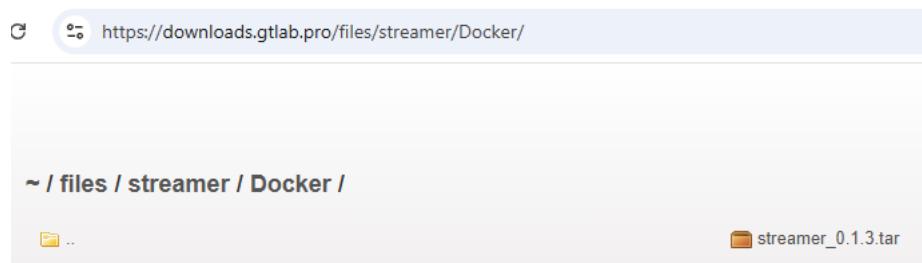 https://downloads.gtlab.pro/files/streamer/Docker/
~ / files / streamer / Docker /
.. streamer_0.1.3.tar